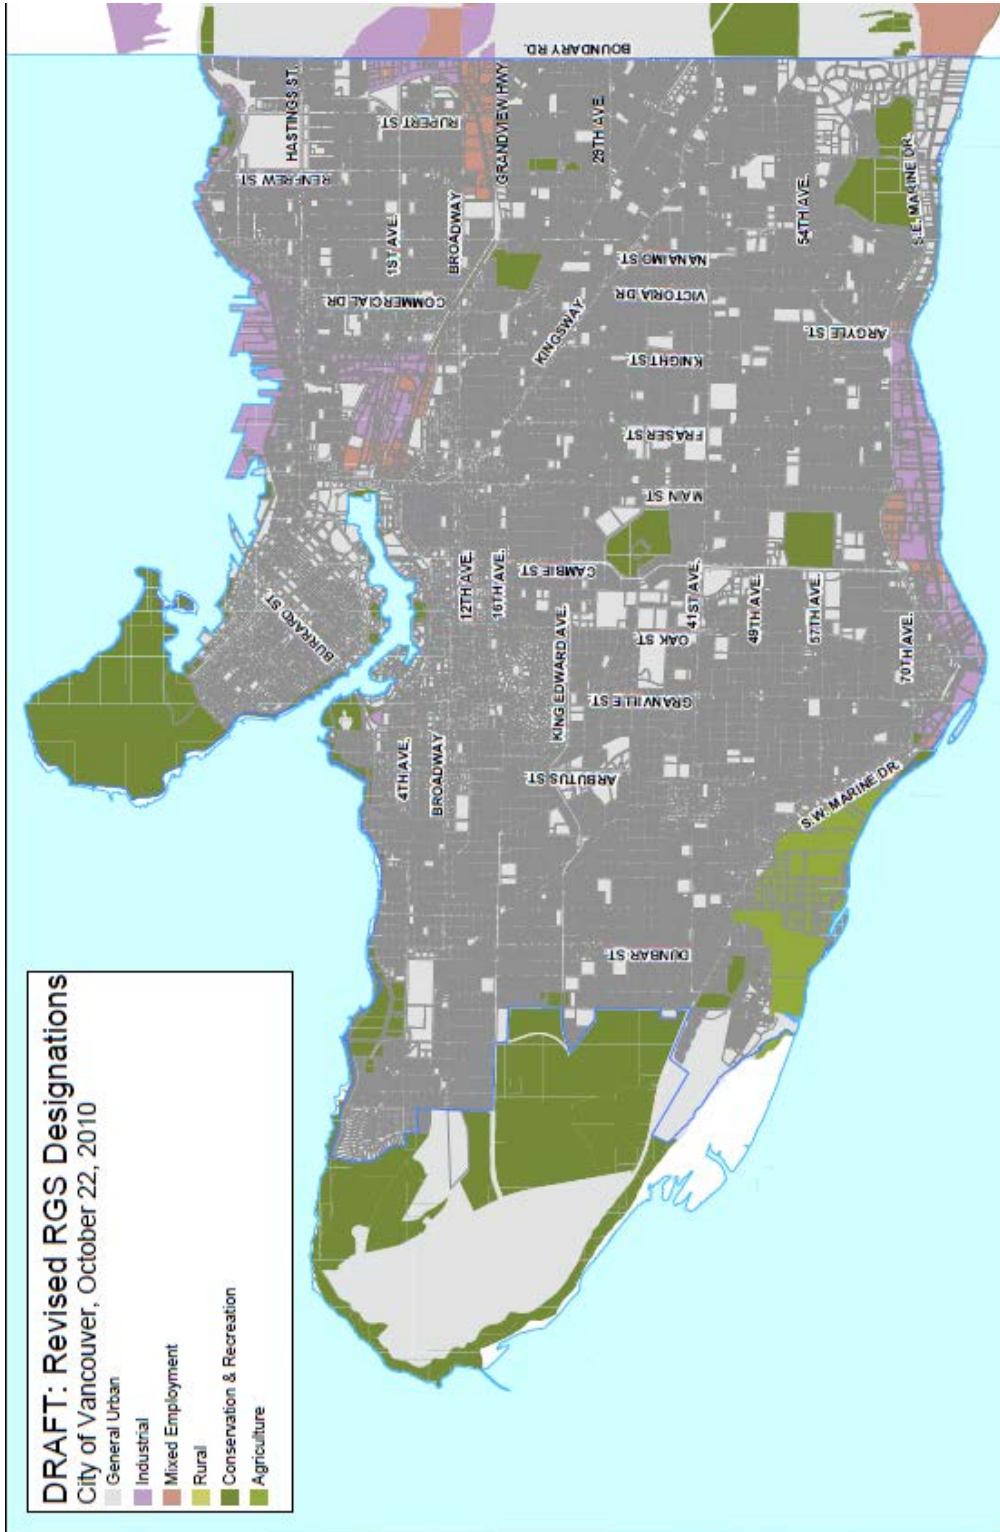 DRAFT: Revised RGS Designations
City of Vancouver, October 22, 2010
General Urban
Industrial
Mixed Employment
Rural
Conservation & Recreation
Agriculture
BURRARD ST
4TH AVE.
BROADWAY
12TH AVE.
16TH AVE.
KING EDWARD AVE.
ARBUTUS ST.
GRANVILLE ST.
OAK ST.
CAMBIE ST.
DUNBAR ST.
41ST AVE.
49TH AVE.
57TH AVE.
70TH AVE.
S.W. MARINE DR.
MAIN ST.
FRASER ST.
KNIGHT ST.
VICTORIA DR.
NANAIMO ST.
ARGYLE ST.
KINGSWAY
COMMERCIAL DR.
1ST AVE.
BROADWAY
HASTINGS ST.
RENFREW ST.
RUPERT ST.
GRANDVIEW HWY
29TH AVE.
54TH AVE.
S.E. MARINE DR.
BOUNDARY RD.